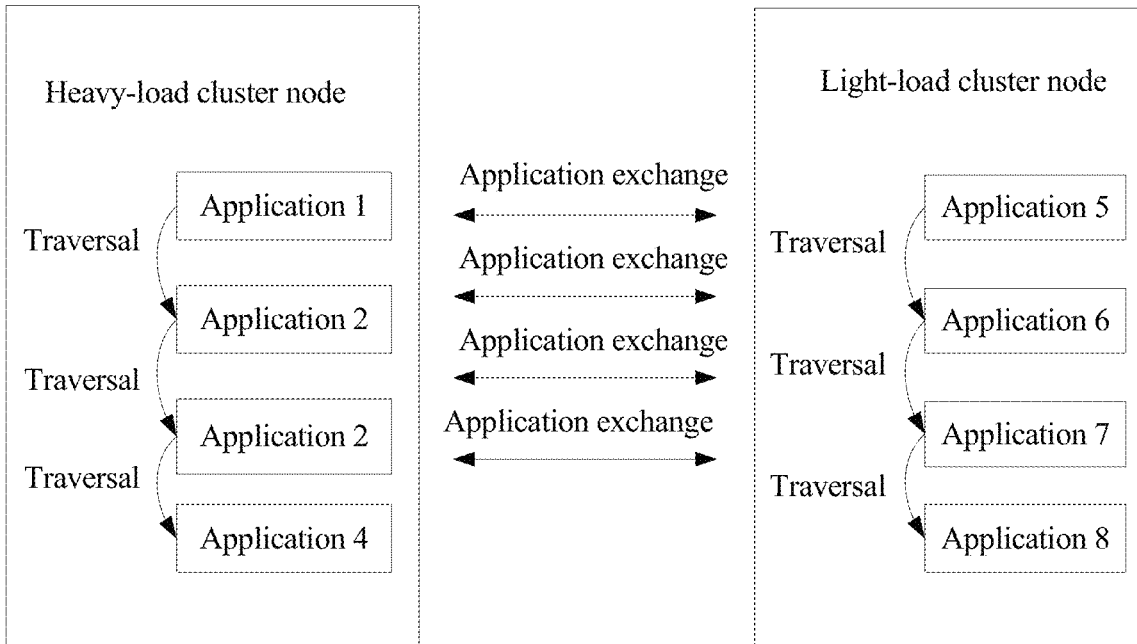 Heavy-load cluster node
Application 1
Traversal
Application 2
Traversal
Application 2
Traversal
Application 4
Application exchange
Application exchange
Application exchange
Application exchange
Light-load cluster node
Application 5
Traversal
Application 6
Traversal
Application 7
Traversal
Application 8